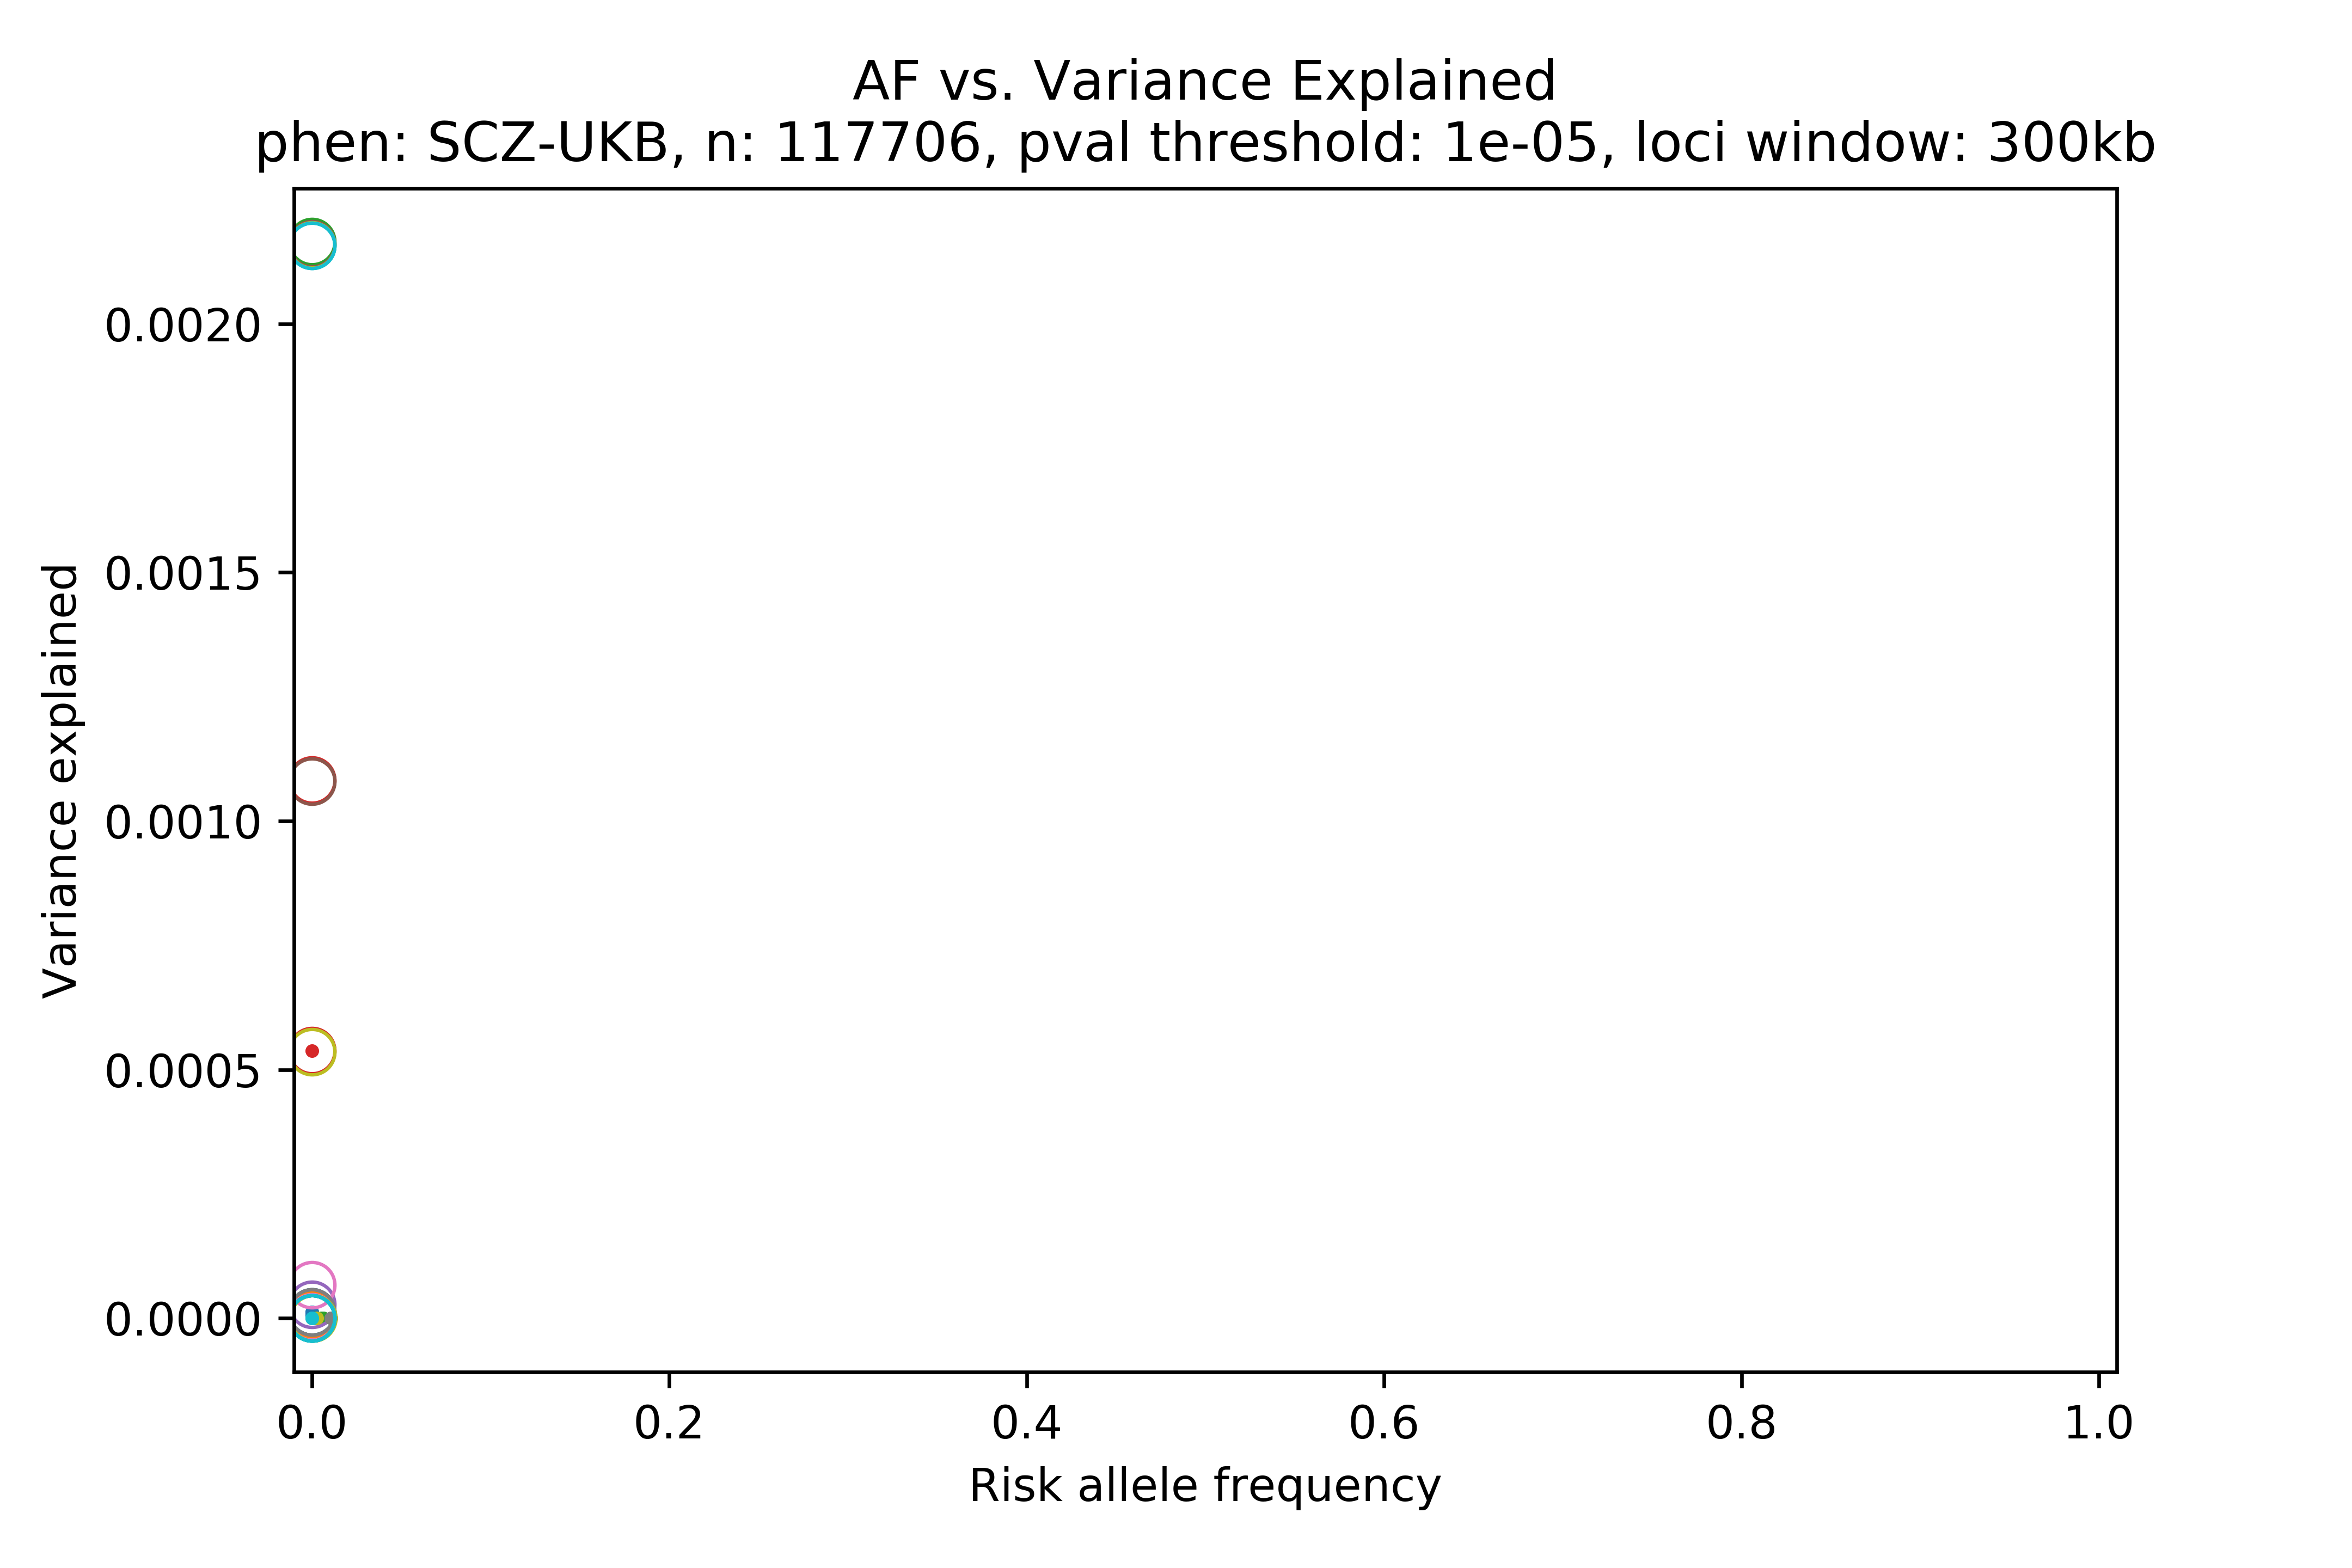 AF vs. Variance Explained
phen: SCZ-UKB, n: 117706, pval threshold: 1e-05, loci window: 300kb
Variance explained
0.0020
0.0015
0.0010
0.0005
0.0000
0.0 0.2 0.4 0.6 0.8 1.0
Risk allele frequency